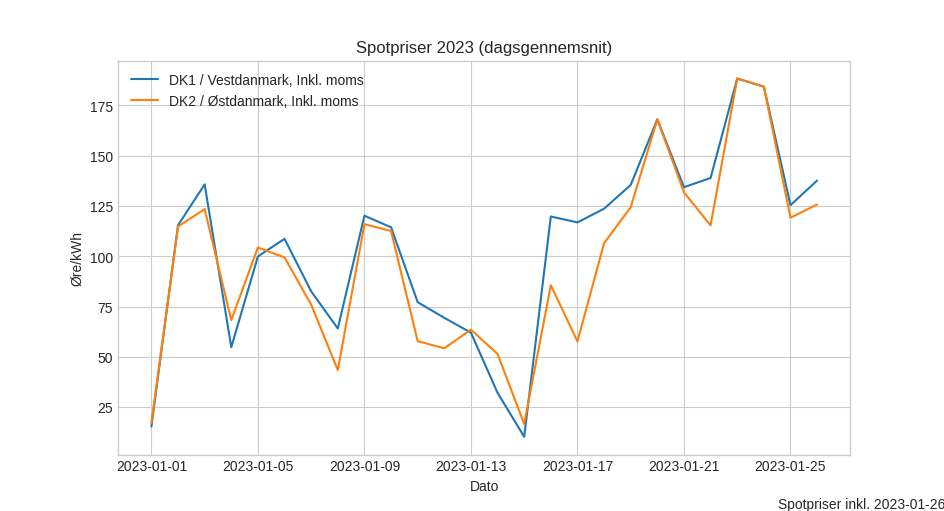 Spotpriser 2023 (dagsgennemsnit)
DK1 / Vestdanmark, Inkl. moms
DK2 / Østdanmark, Inkl. moms
Øre/kWh
175
150
125
100
75
50
25
2023-01-01 2023-01-05 2023-01-09 2023-01-13 2023-01-17 2023-01-21 2023-01-25
Dato
Spotpriser inkl. 2023-01-26